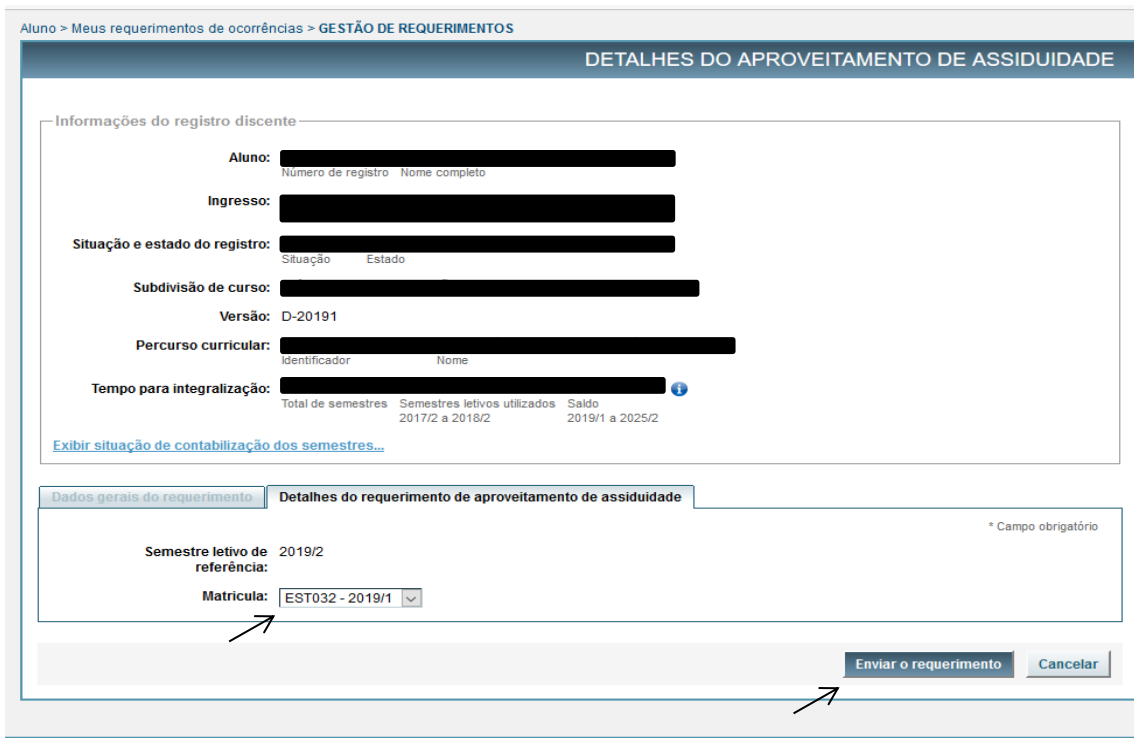 Aluno > Meus requerimentos de ocorrências > GESTÃO DE REQUERIMENTOS
DETALHES DO APROVEITAMENTO DE ASSIDUIDADE
Informações do registro discente
Aluno:
Número de registro Nome completo
Ingresso:
Situação e estado do registro:
Situação Estado
Subdivisão de curso:
Versão: D-20191
Percurso curricular:
Identificador Nome
Tempo para integralização:
Total de semestres Semestres letivos utilizados Saldo
2017/2 a 2018/2 2019/1 a 2025/2
Exibir situação de contabilização dos semestres...
Dados gerais do requerimento Detalhes do requerimento de aproveitamento de assiduidade
* Campo obrigatório
Semestre letivo de 2019/2
referência:
Matricula: EST032 - 2019/1
Enviar o requerimento Cancelar